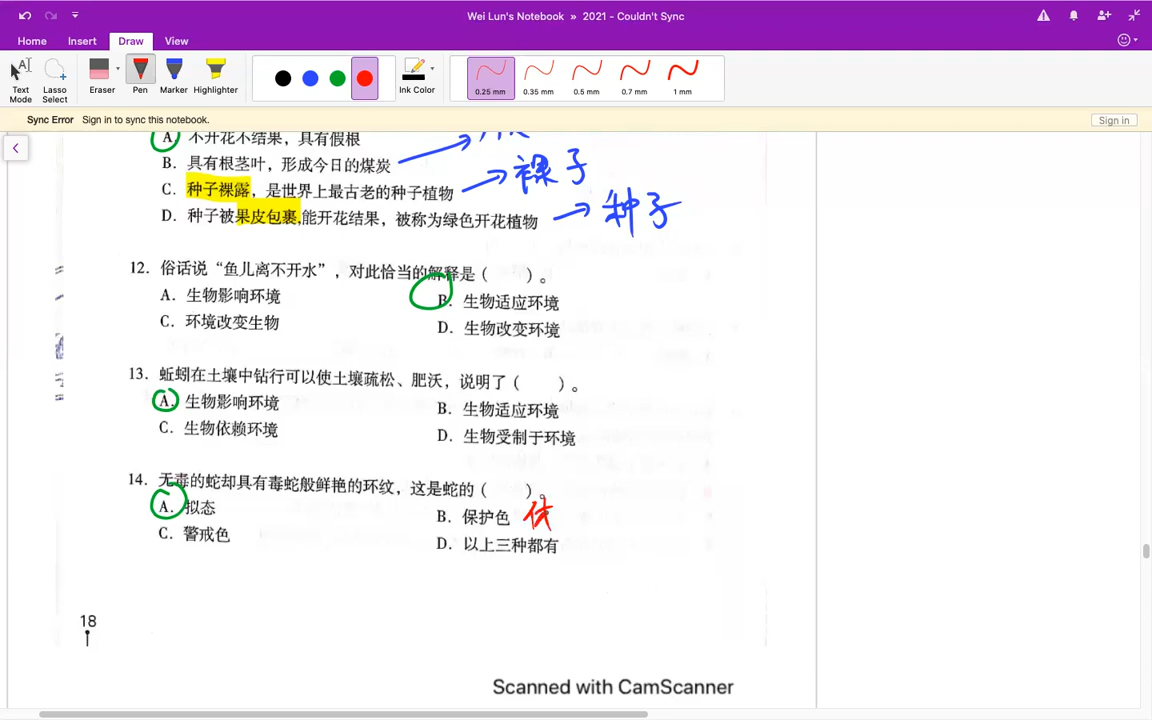 Wei Lun's Notebook » 2021 - Couldn't Sync
Home Insert Draw View
Text Mode
Lasso Select
Eraser
Pen
Marker
Highlighter
Ink Color
0.25 mm
0.35 mm
0.5 mm
0.7 mm
1 mm
Sync Error Sign in to sync this notebook.
Sign in
A. 不开花不结果，具有假根
B. 具有根茎叶，形成今日的煤炭
C. 种子裸露，是世界上最古老的种子植物 裸子
D. 种子被果皮包裹,能开花结果，被称为绿色开花植物 种子
12. 俗话说“鱼儿离不开水”，对此恰当的解释是（ ）。
A. 生物影响环境
B. 生物适应环境
C. 环境改变生物
D. 生物改变环境
13. 蚯蚓在土壤中钻行可以使土壤疏松、肥沃，说明了（ ）。
A. 生物影响环境
B. 生物适应环境
C. 生物依赖环境
D. 生物受制于环境
14. 无毒的蛇却具有毒蛇般鲜艳的环纹，这是蛇的（ ）。
A. 拟态
B. 保护色
C. 警戒色
D. 以上三种都有
18
Scanned with CamScanner